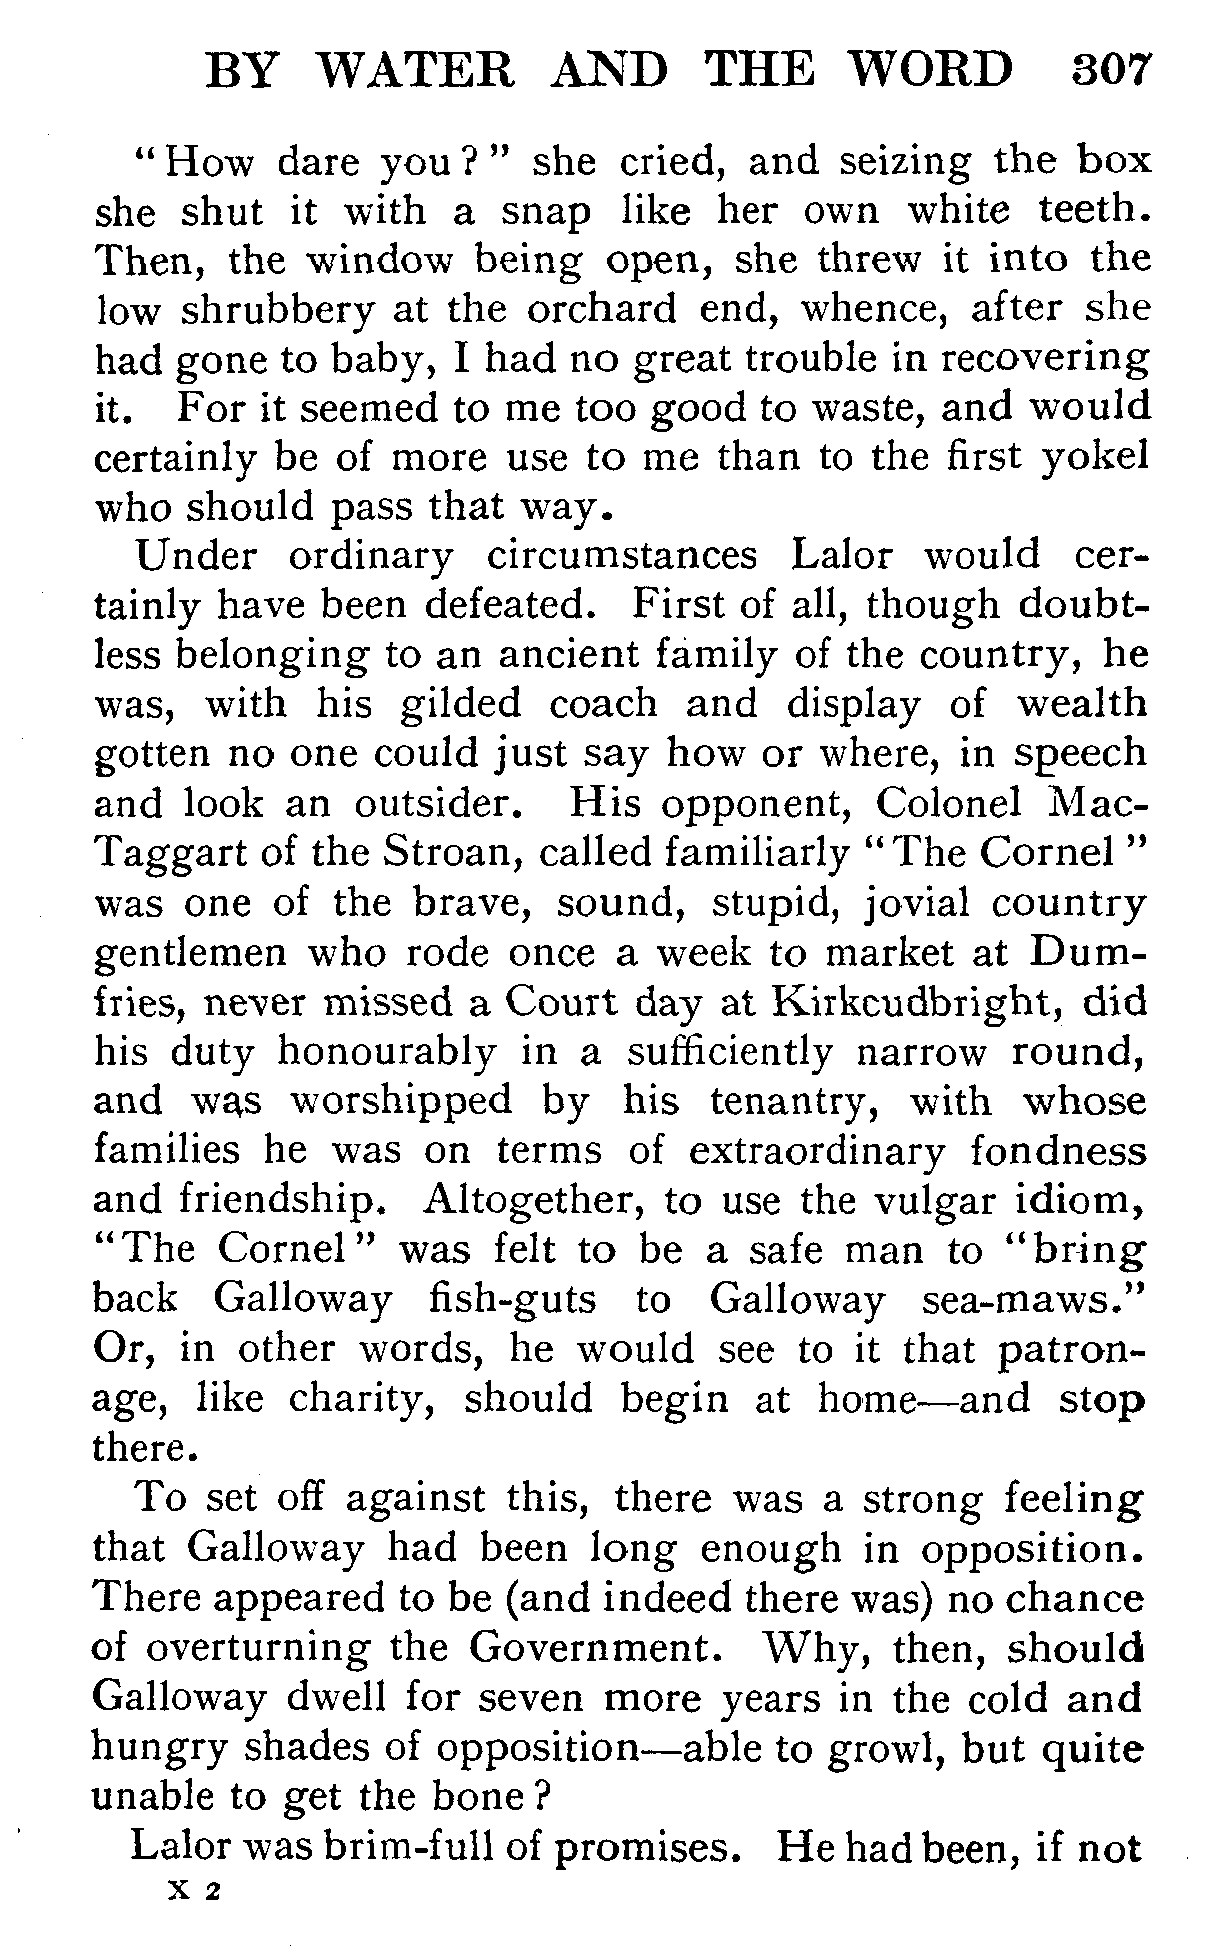 BY WATER AND THE WORD 307
"How dare you?" she cried, and seizing the box
she shut it with a snap like her own white teeth.
Then, the window being open, she threw it into the
low shrubbery at the orchard end, whence, after she
had gone to baby, I had no great trouble in recovering
it. For it seemed to me too good to waste, and would
certainly be of more use to me than to the first yokel
who should pass that way.
Under ordinary circumstances Lalor would cer-
tainly have been defeated. First of all, though doubt-
less belonging to an ancient family of the country, he
was, with his gilded coach and display of wealth
gotten no one could just say how or where, in speech
and look an outsider. His opponent, Colonel Mac-
Taggart of the Stroan, called familiarly "The Cornel"
was one of the brave, sound, stupid, jovial country
gentlemen who rode once a week to market at Dum-
fries, never missed a Court day at Kirkcudbright, did
his duty honourably in a sufficiently narrow round,
and was worshipped by his tenantry, with whose
families he was on terms of extraordinary fondness
and friendship. Altogether, to use the vulgar idiom,
"The Cornel" was felt to be a safe man to "bring
back Galloway fish-guts to Galloway sea-maws."
Or, in other words, he would see to it that patron-
age, like charity, should begin at home—and stop
there.
To set off against this, there was a strong feeling
that Galloway had been long enough in opposition.
There appeared to be (and indeed there was) no chance
of overturning the Government. Why, then, should
Galloway dwell for seven more years in the cold and
hungry shades of opposition—able to growl, but quite
unable to get the bone?
Lalor was brim-full of promises. He had been, if not
X 2